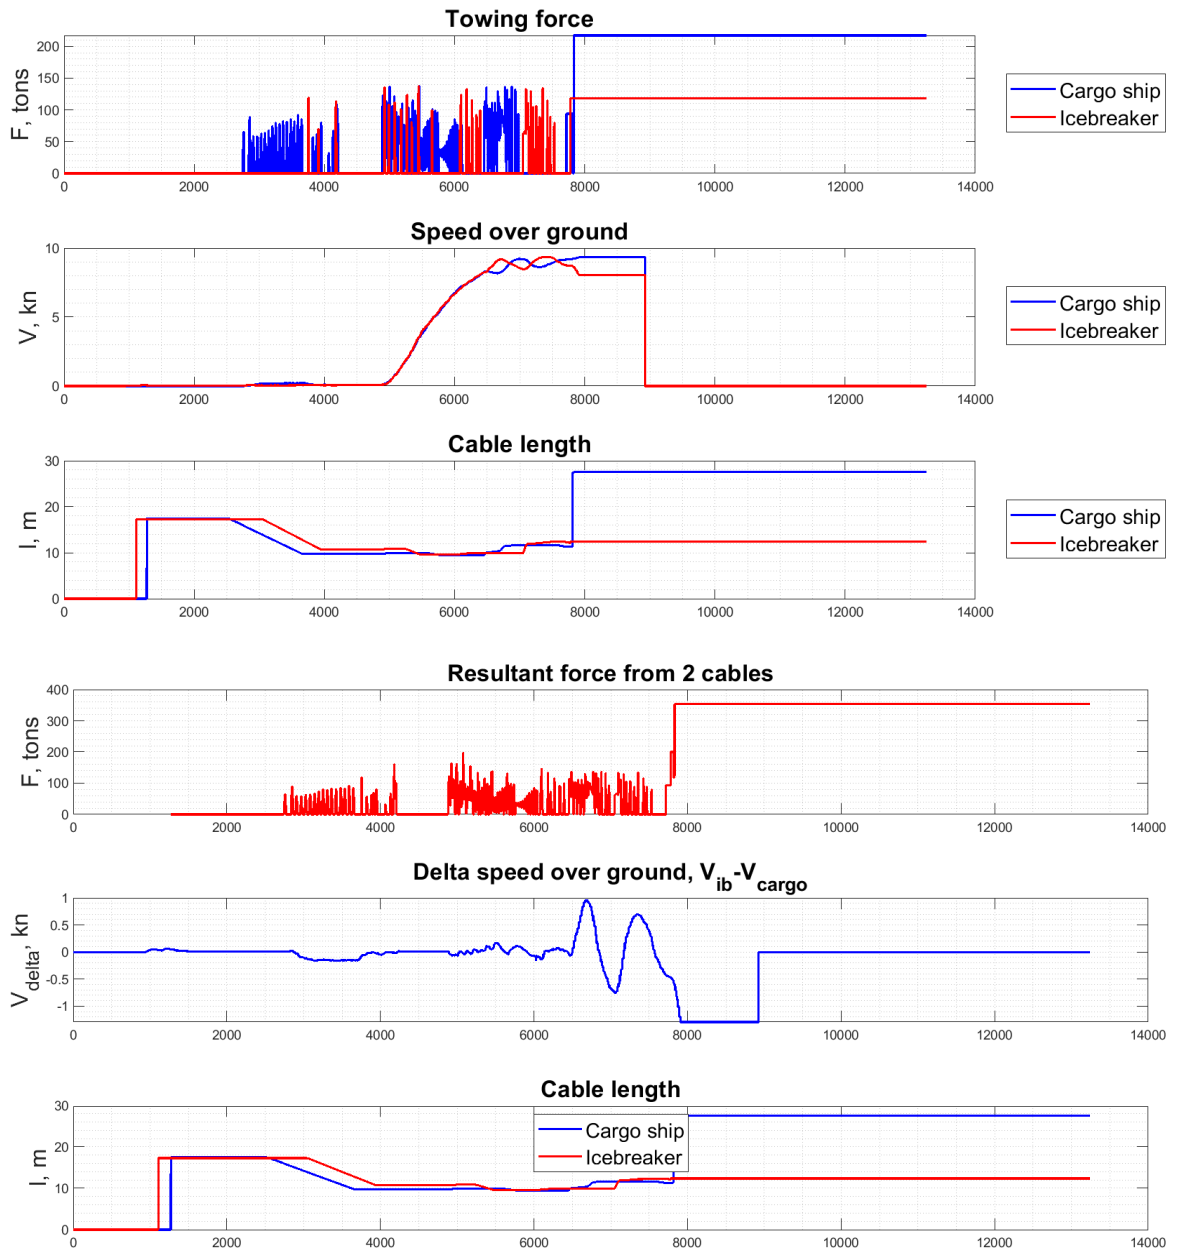 Towing force
F, tons
200
150
100
50
0
0 2000 4000 6000 8000 10000 12000 14000
Cargo ship
Icebreaker
Speed over ground
V, kn
10
5
0
0 2000 4000 6000 8000 10000 12000 14000
Cargo ship
Icebreaker
Cable length
l, m
30
20
10
0
0 2000 4000 6000 8000 10000 12000 14000
Cargo ship
Icebreaker
Resultant force from 2 cables
F, tons
400
300
200
100
0
0 2000 4000 6000 8000 10000 12000 14000
Delta speed over ground, V_ib-V_cargo
V_delta, kn
1
0.5
0
-0.5
-1
0 2000 4000 6000 8000 10000 12000 14000
Cable length
l, m
30
20
10
0
0 2000 4000 6000 8000 10000 12000 14000
Cargo ship
Icebreaker